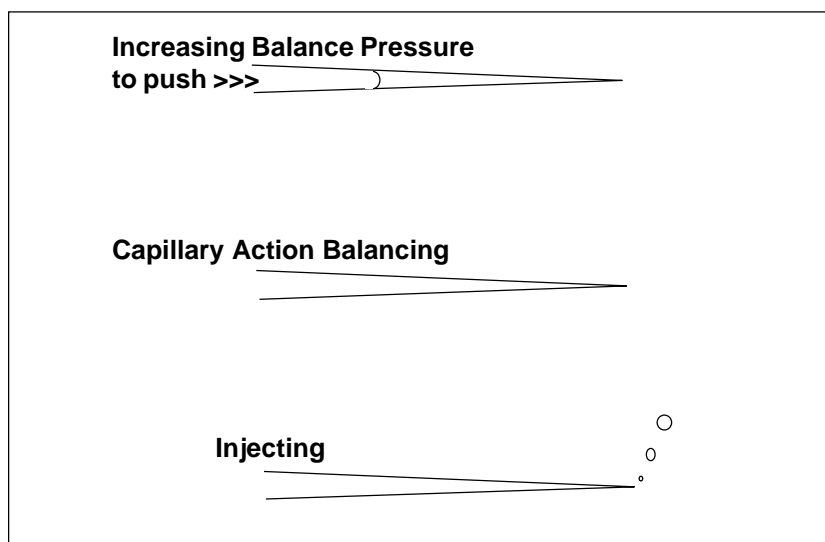 Increasing Balance Pressure
to push >>>
Capillary Action Balancing
Injecting